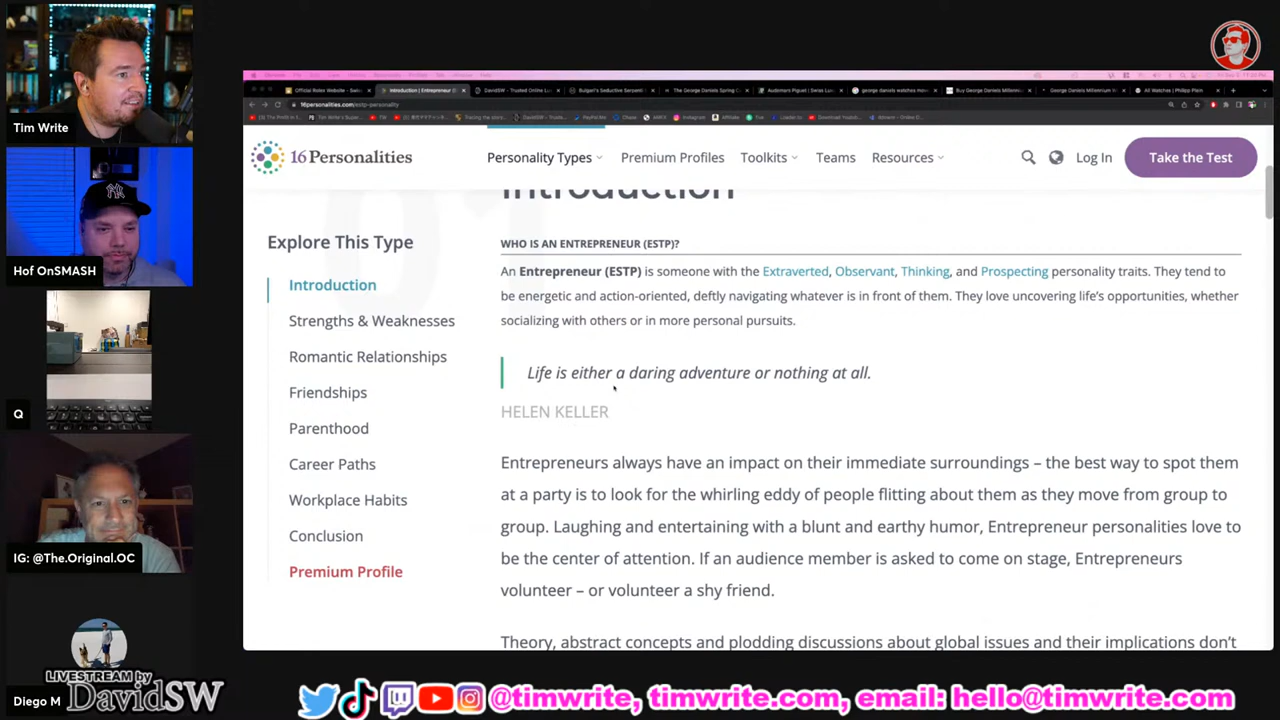 Tim Write
Hof OnSMASH
Q
IG: @The.Original.OC
Diego M
LIVESTREAM by
DavidSW
16personalities.com/estp-personality
16Personalities
Personality Types
Premium Profiles
Toolkits
Teams
Resources
Log In
Take the Test
Explore This Type
Introduction
Strengths & Weaknesses
Romantic Relationships
Friendships
Parenthood
Career Paths
Workplace Habits
Conclusion
Premium Profile
Introduction
WHO IS AN ENTREPRENEUR (ESTP)?
An Entrepreneur (ESTP) is someone with the Extraverted, Observant, Thinking, and Prospecting personality traits. They tend to
be energetic and action-oriented, deftly navigating whatever is in front of them. They love uncovering life's opportunities, whether
socializing with others or in more personal pursuits.
Life is either a daring adventure or nothing at all.
HELEN KELLER
Entrepreneurs always have an impact on their immediate surroundings – the best way to spot them
at a party is to look for the whirling eddy of people flitting about them as they move from group to
group. Laughing and entertaining with a blunt and earthy humor, Entrepreneur personalities love to
be the center of attention. If an audience member is asked to come on stage, Entrepreneurs
volunteer – or volunteer a shy friend.
Theory, abstract concepts and plodding discussions about global issues and their implications don't
@timwrite, timwrite.com, email: hello@timwrite.com